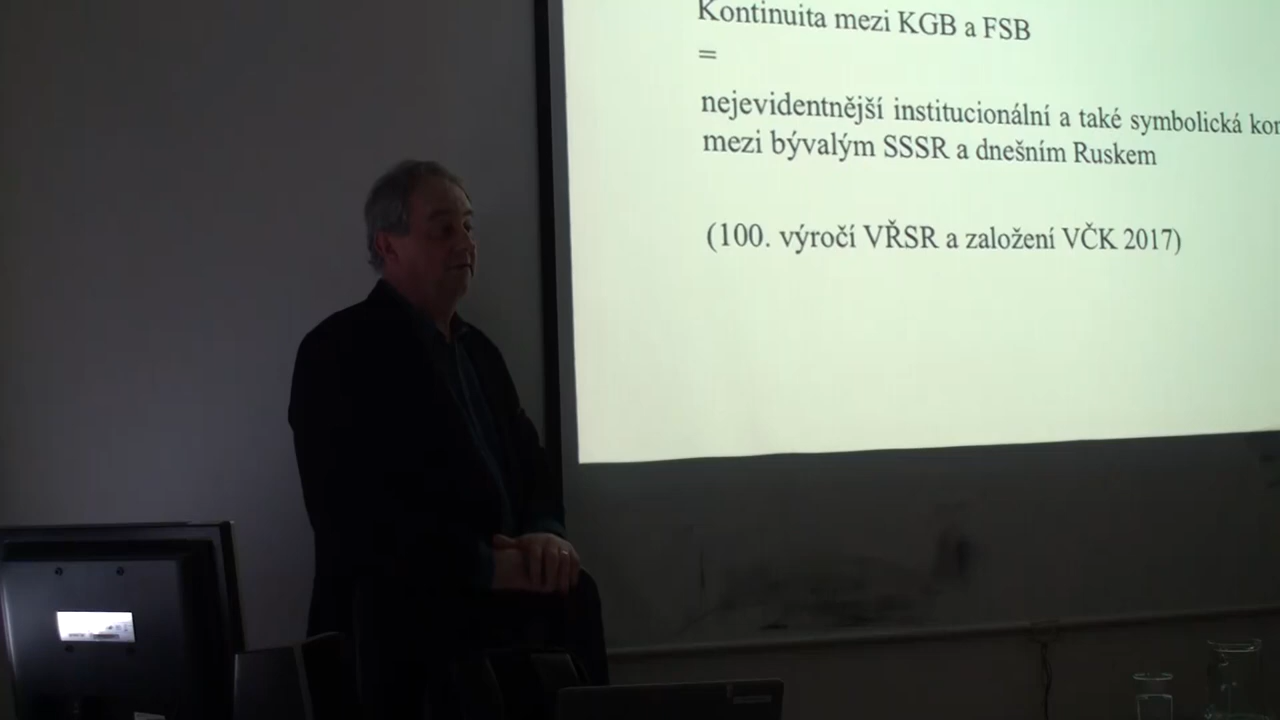 Kontinuita mezi KGB a FSB
=
nejevidentnější institucionální a také symbolická
mezi bývalým SSSR a dnešním Ruskem
(100. výročí VŘSR a založení VČK 2017)